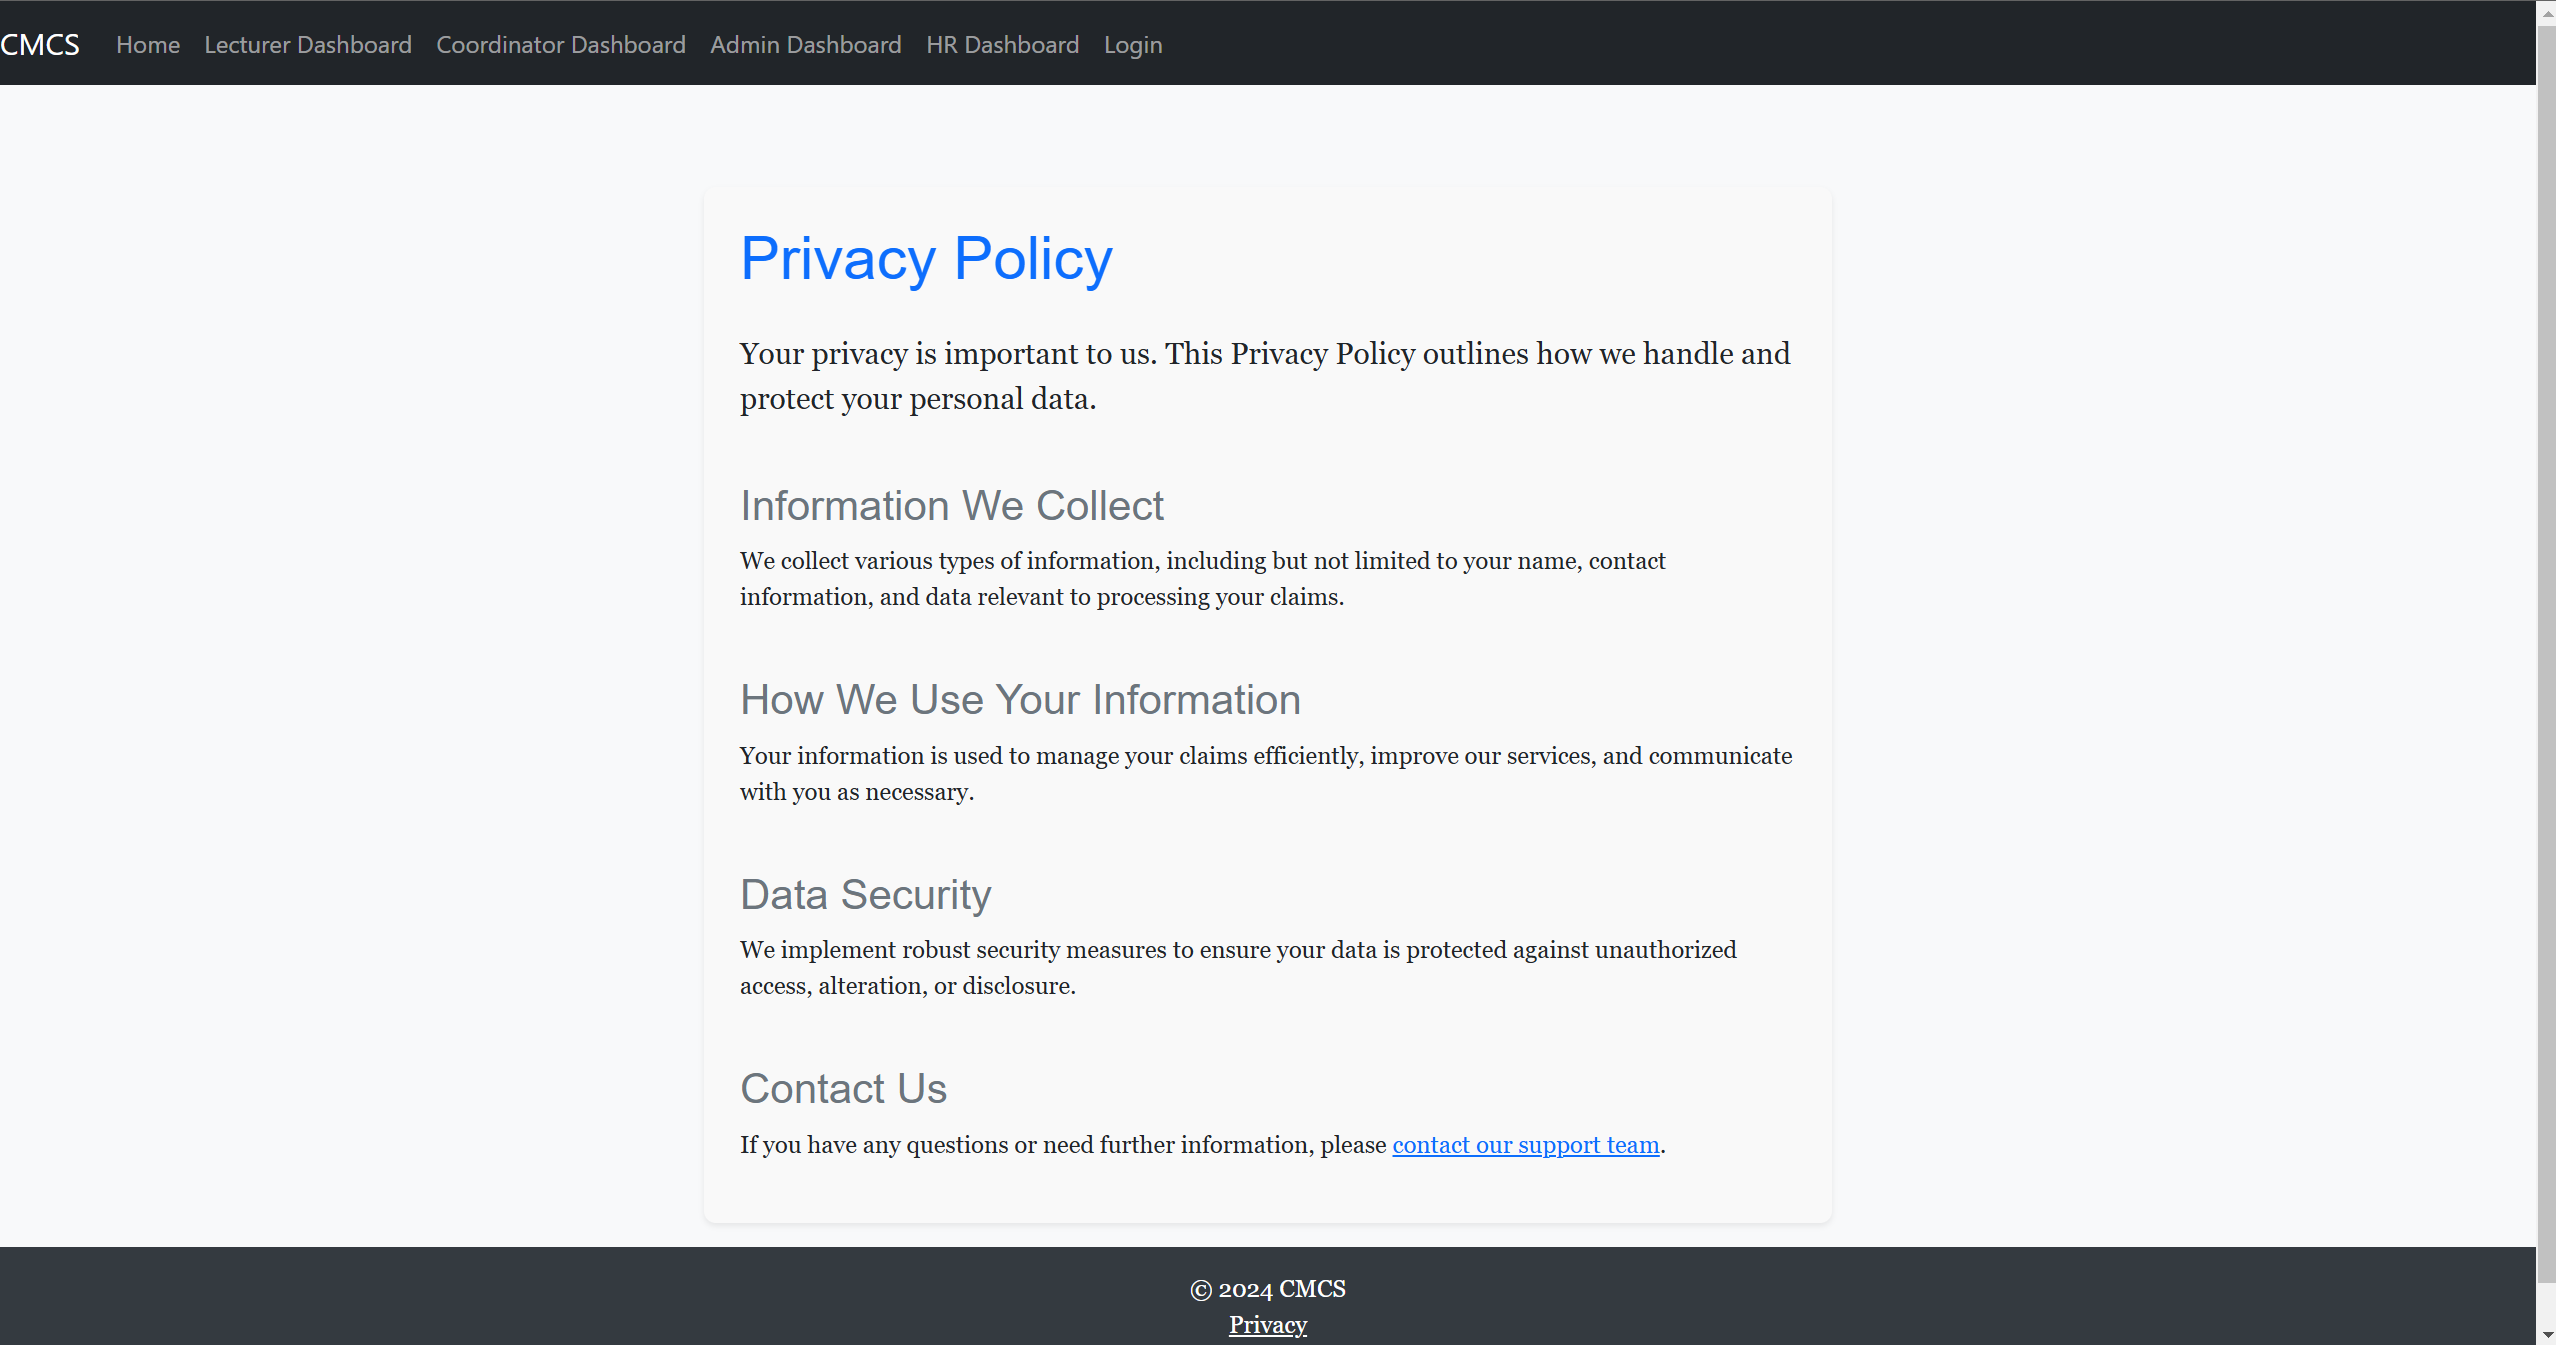 CMCS Home Lecturer Dashboard Coordinator Dashboard Admin Dashboard HR Dashboard Login
Privacy Policy
Your privacy is important to us. This Privacy Policy outlines how we handle and
protect your personal data.
Information We Collect
We collect various types of information, including but not limited to your name, contact
information, and data relevant to processing your claims.
How We Use Your Information
Your information is used to manage your claims efficiently, improve our services, and communicate
with you as necessary.
Data Security
We implement robust security measures to ensure your data is protected against unauthorized
access, alteration, or disclosure.
Contact Us
If you have any questions or need further information, please contact our support team.
© 2024 CMCS
Privacy